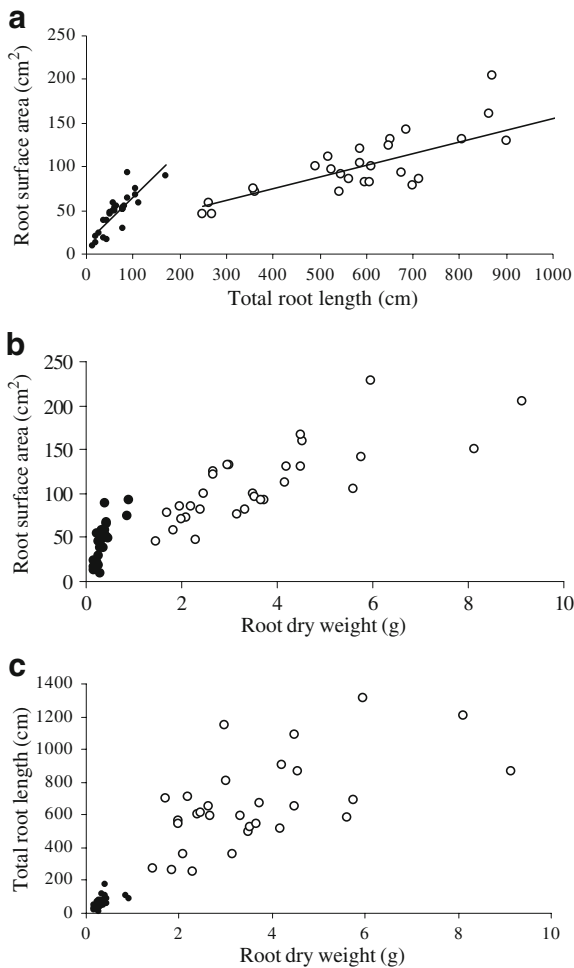 a
Root surface area (cm²)
250
200
150
100
50
0
0 100 200 300 400 500 600 700 800 900 1000
Total root length (cm)
b
Root surface area (cm²)
250
200
150
100
50
0
0 2 4 6 8 10
Root dry weight (g)
c
Total root length (cm)
1400
1200
1000
800
600
400
200
0
0 2 4 6 8 10
Root dry weight (g)